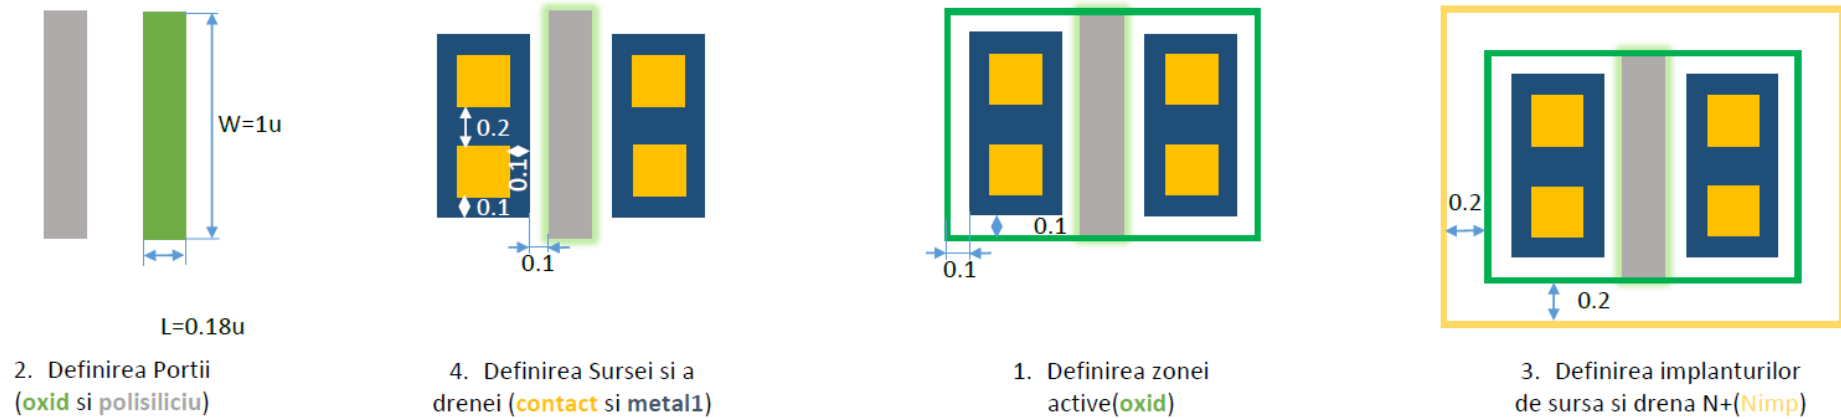 W=1u
L=0.18u
2. Definirea Portii
(oxid si polisiliciu)
0.2
0.1
0.1
0.1
4. Definirea Sursei si a
drenei (contact si metal1)
0.1
0.1
1. Definirea zonei
active(oxid)
0.2
0.2
3. Definirea implanturilor
de sursa si drena N+(Nimp)